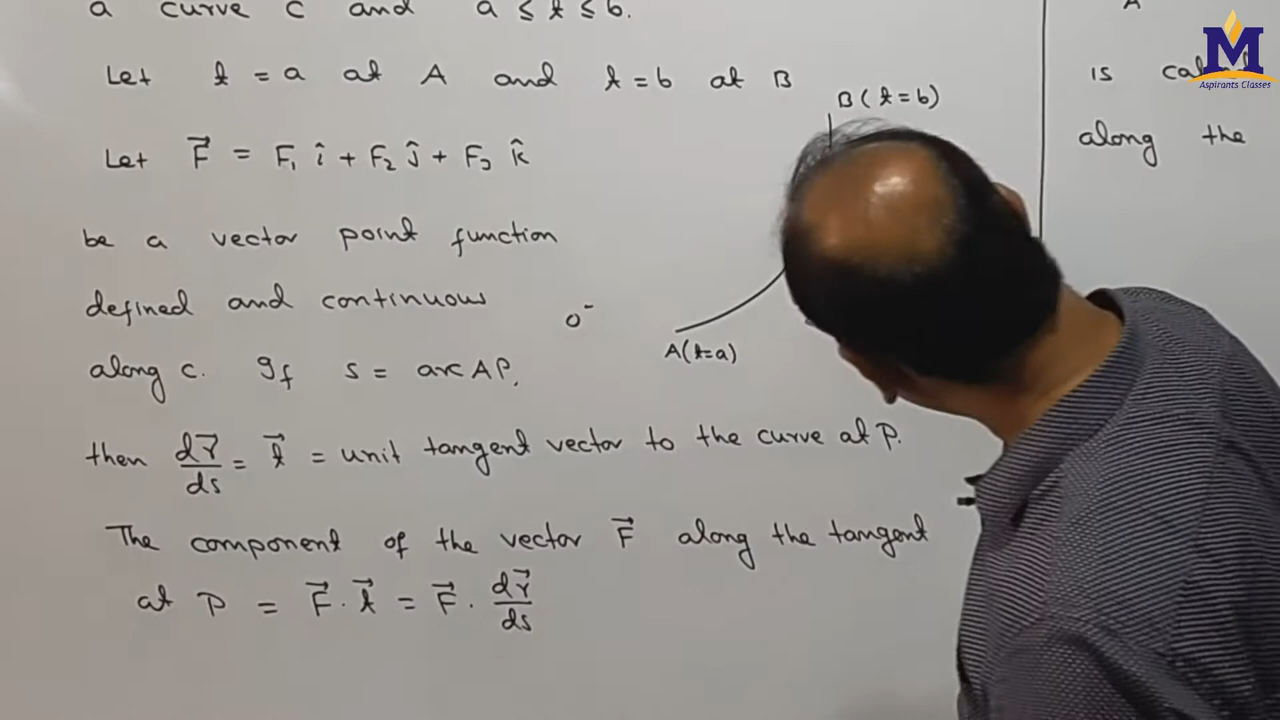 a curve C and a ≤ t ≤ b.
Let t = a at A and t = b at B
B(t=b)
Let F⃗ = F₁ î + F₂ ĵ + F₃ k̂
be a vector point function
defined and continuous
O
A(t=a)
along C. If s = arc AP,
then dr⃗/ds = t⃗ = unit tangent vector to the curve at P.
The component of the vector F⃗ along the tangent
at P = F⃗ · t⃗ = F⃗ · dr⃗/ds
A
is
along the
M
Aspirants Classes